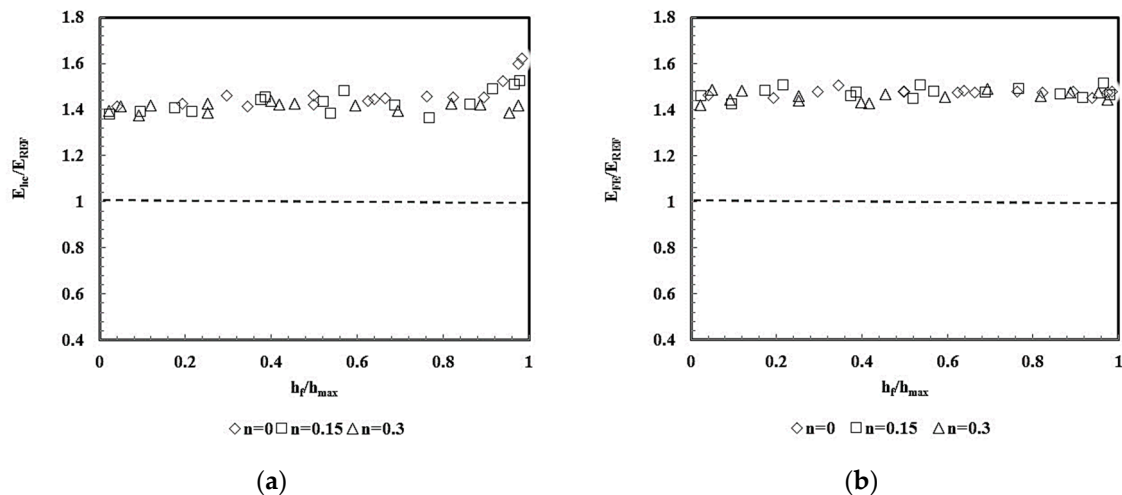 1.8
1.6
1.4
1.2
1
0.8
0.6
0.4
E_hc/E_REF
0 0.2 0.4 0.6 0.8 1
h_f/h_max
◇n=0 □n=0.15 △n=0.3
(a)
1.8
1.6
1.4
1.2
1
0.8
0.6
0.4
E_FE/E_REF
0 0.2 0.4 0.6 0.8 1
h_f/h_max
◇n=0 □n=0.15 △n=0.3
(b)